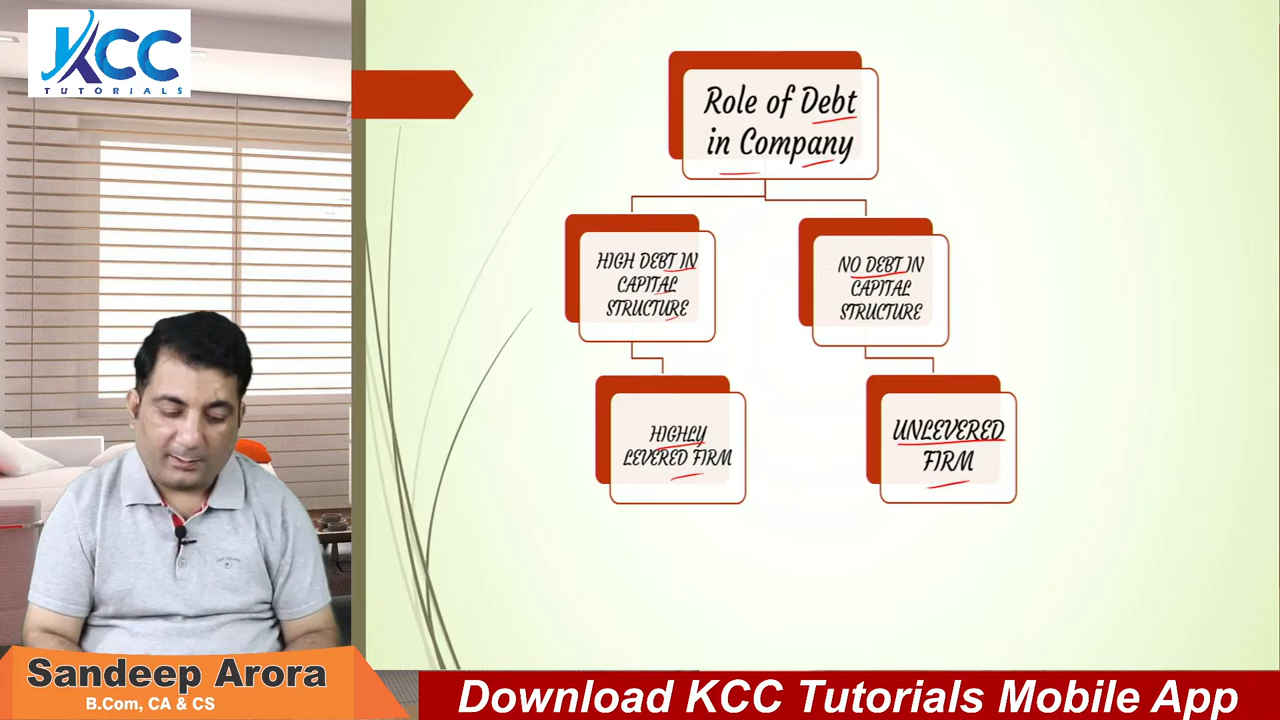 KCC
TUTORIALS
Role of Debt
in Company
HIGH DEBT IN
CAPITAL
STRUCTURE
NO DEBT IN
CAPITAL
STRUCTURE
HIGHLY
LEVERED FIRM
UNLEVERED
FIRM
Sandeep Arora
B.Com, CA & CS
Download KCC Tutorials Mobile App